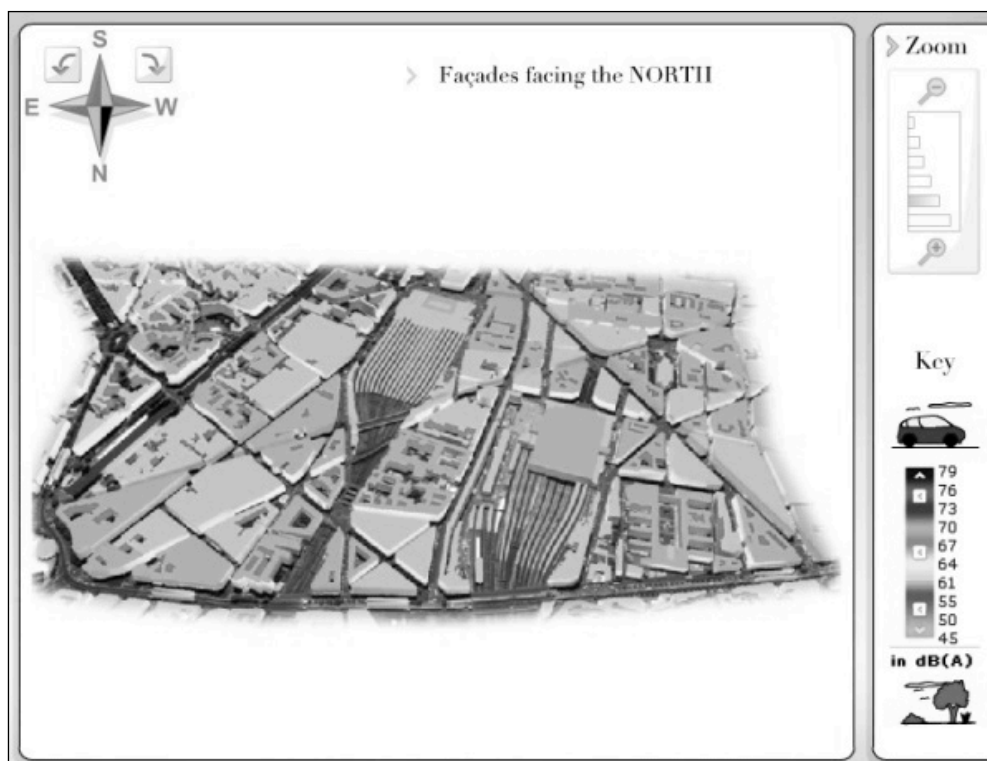 S
E W
N
Façades facing the NORTH
Zoom
Key
79
76
73
70
67
64
61
55
50
45
in dB(A)